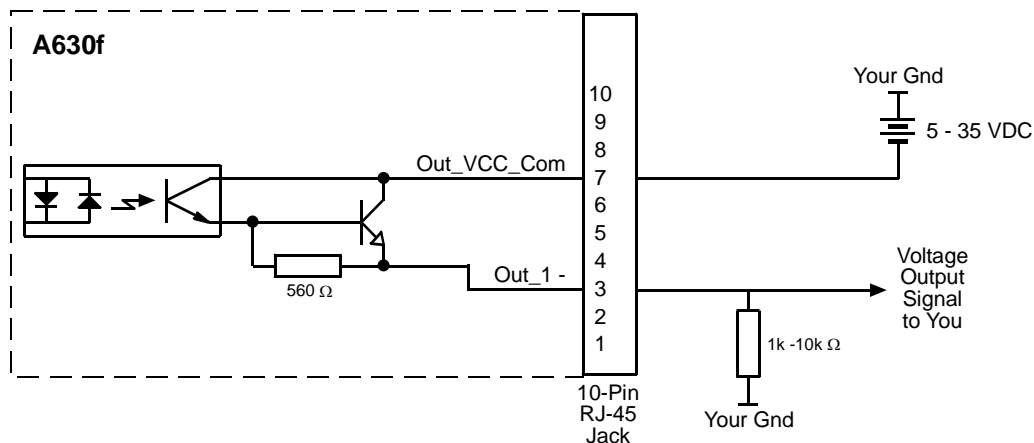 A630f
Your Gnd
5 - 35 VDC
10
9
8
7
6
5
4
3
2
1
Out_VCC_Com
560 Ω
Out_1 -
Voltage
Output
Signal
to You
1k -10k Ω
Your Gnd
10-Pin
RJ-45
Jack